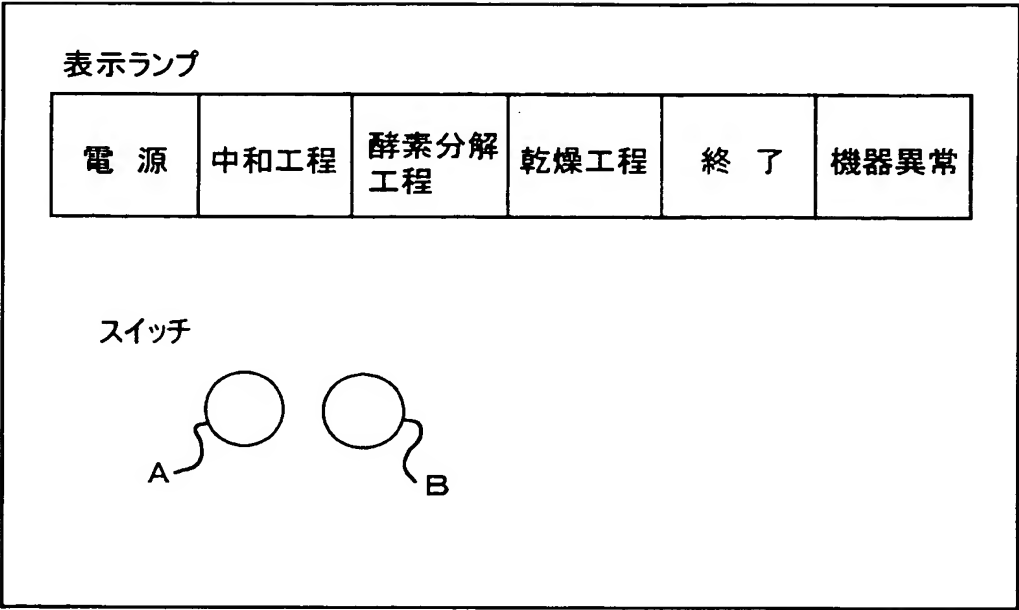 表示ランプ
電 源
中和工程
酵素分解
工程
乾燥工程
終 了
機器異常
スイッチ
A
B